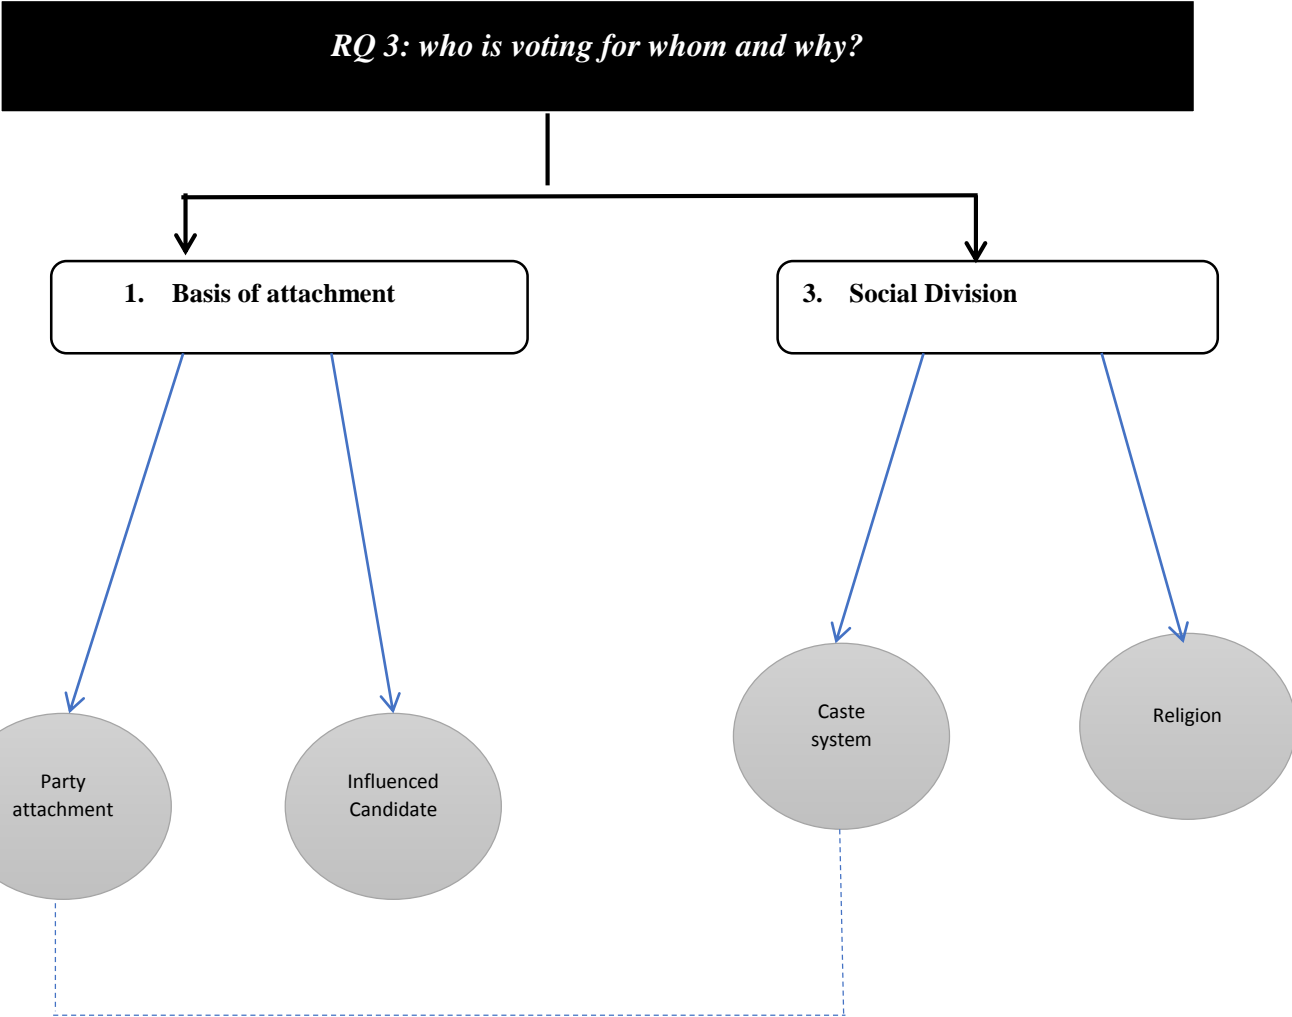 RQ 3: who is voting for whom and why?
1. Basis of attachment
3. Social Division
Party
attachment
Influenced
Candidate
Caste
system
Religion